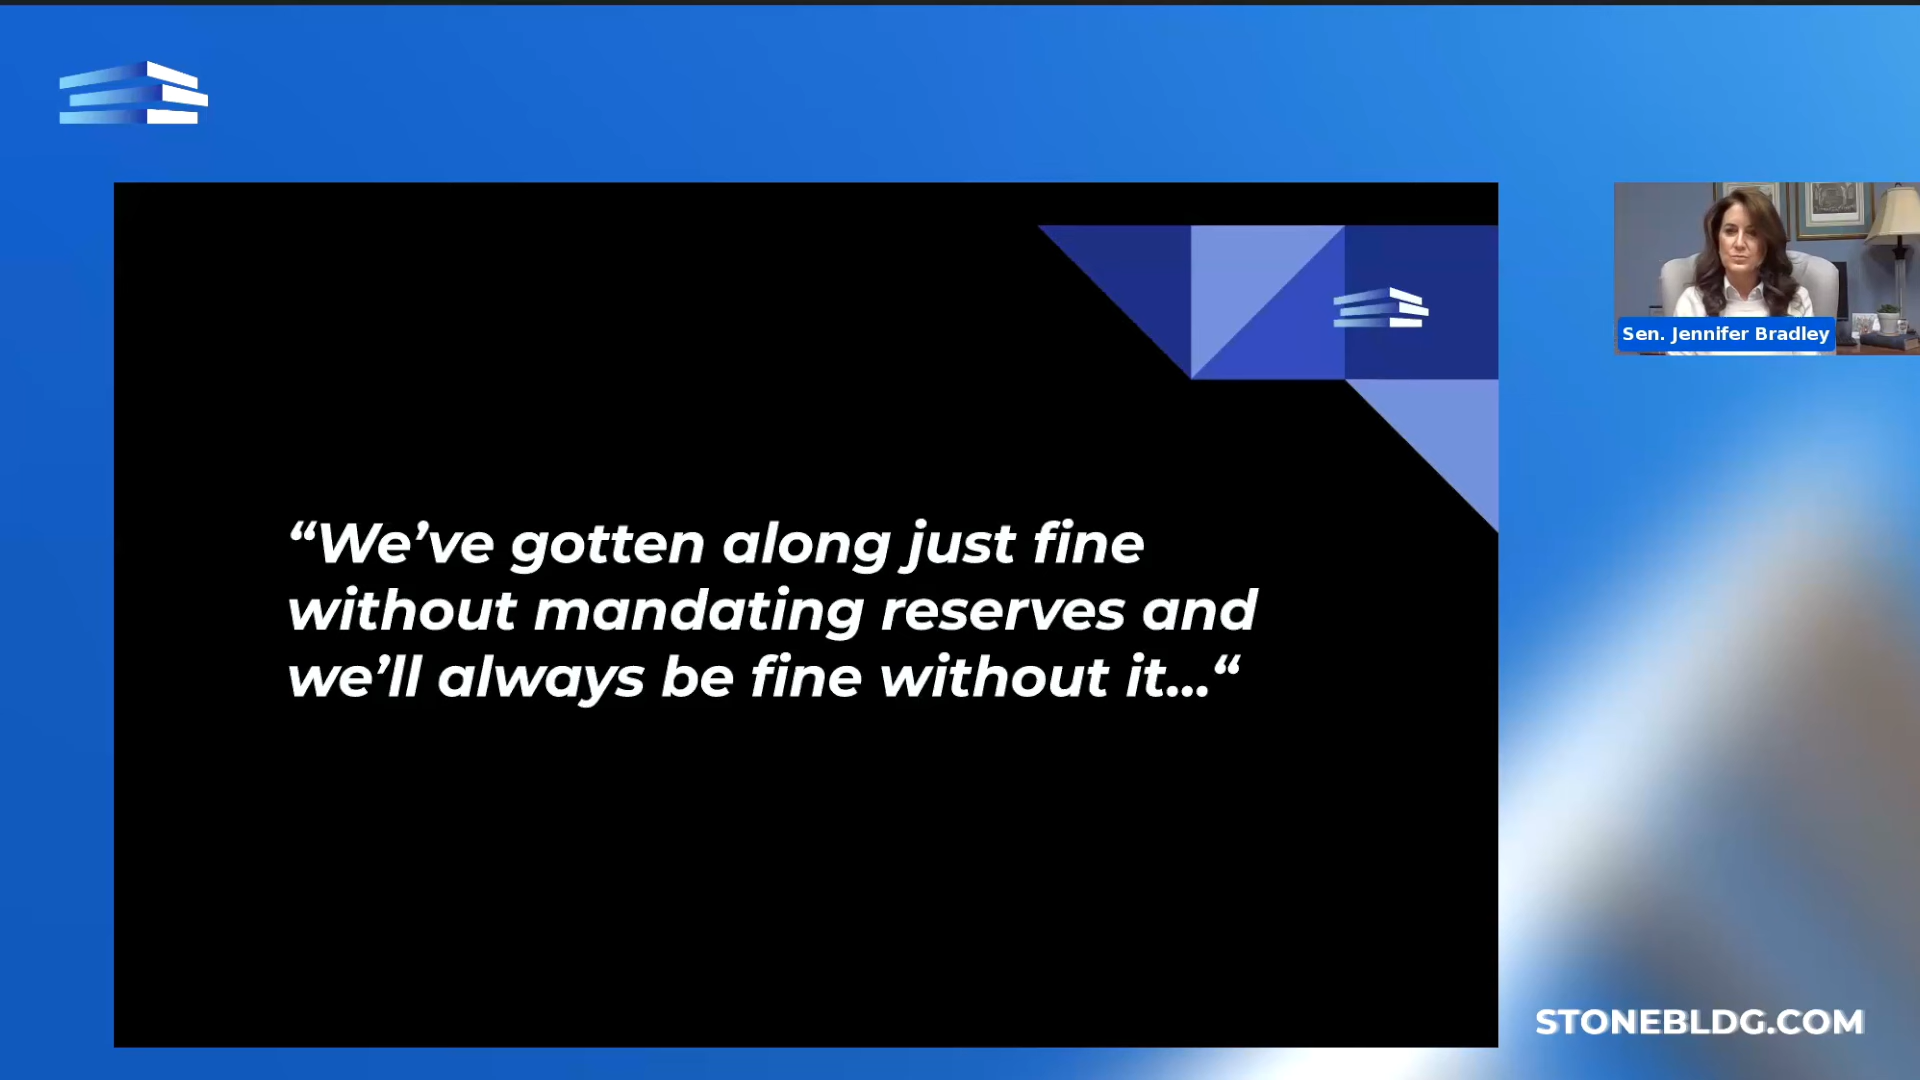 “We’ve gotten along just fine
without mandating reserves and
we’ll always be fine without it...“
Sen. Jennifer Bradley
STONEBLDG.COM